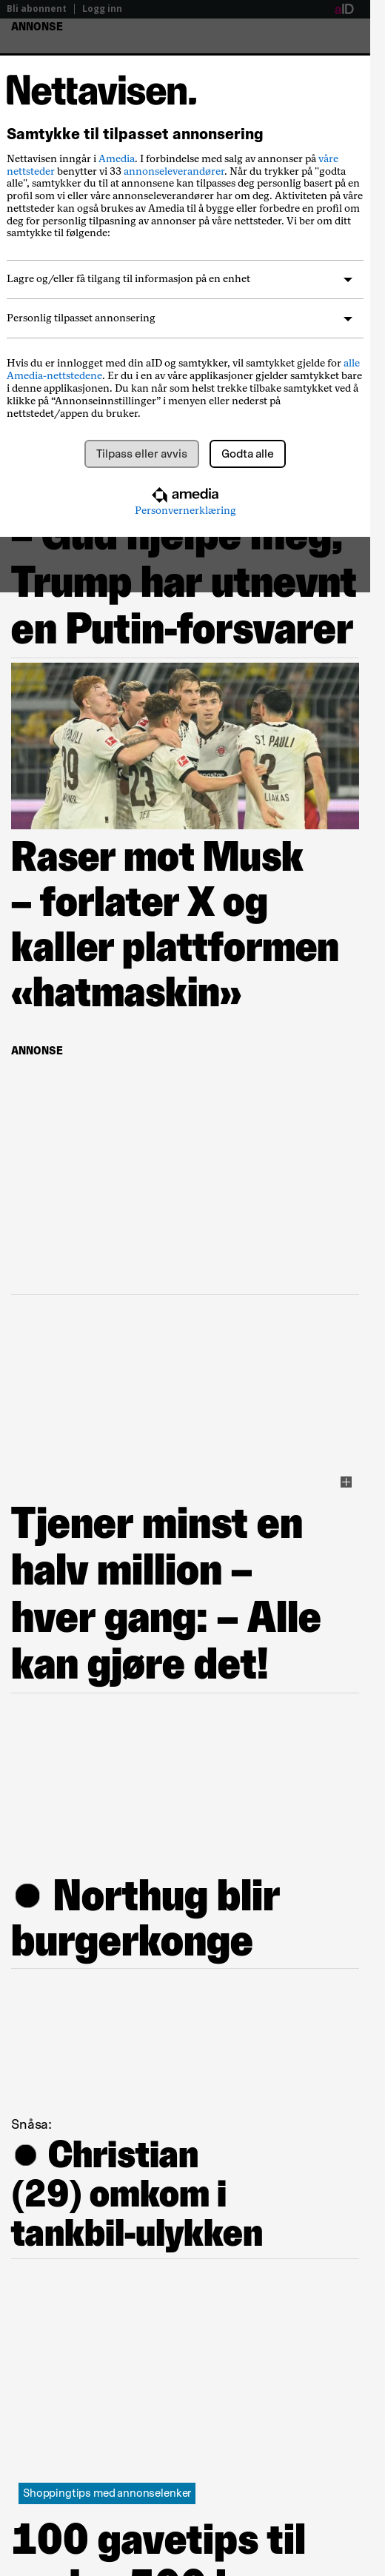 Bli abonnent | Logg inn
aID
ANNONSE
Nettavisen.
Samtykke til tilpasset annonsering
Nettavisen inngår i Amedia. I forbindelse med salg av annonser på våre
nettsteder benytter vi 33 annonseleverandører. Når du trykker på "godta
alle", samtykker du til at annonsene kan tilpasses deg personlig basert på en
profil som vi eller våre annonseleverandører har om deg. Aktiviteten på våre
nettsteder kan også brukes av Amedia til å bygge eller forbedre en profil om
deg for personlig tilpasning av annonser på våre nettsteder. Vi ber om ditt
samtykke til følgende:
Lagre og/eller få tilgang til informasjon på en enhet
Personlig tilpasset annonsering
Hvis du er innlogget med din aID og samtykker, vil samtykket gjelde for alle
Amedia-nettstedene. Er du i en av våre applikasjoner gjelder samtykket bare
i denne applikasjonen. Du kan når som helst trekke tilbake samtykket ved å
klikke på “Annonseinnstillinger” i menyen eller nederst på
nettstedet/appen du bruker.
Tilpass eller avvis
Godta alle
amedia
Personvernerklæring
– Gud hjelpe meg,
Trump har utnevnt
en Putin-forsvarer
ST. PAULI
LIAKAS
23
Raser mot Musk
– forlater X og
kaller plattformen
«hatmaskin»
ANNONSE
Tjener minst en
halv million –
hver gang: – Alle
kan gjøre det!
● Northug blir
burgerkonge
Snåsa:
● Christian
(29) omkom i
tankbil-ulykken
Shoppingtips med annonselenker
100 gavetips til